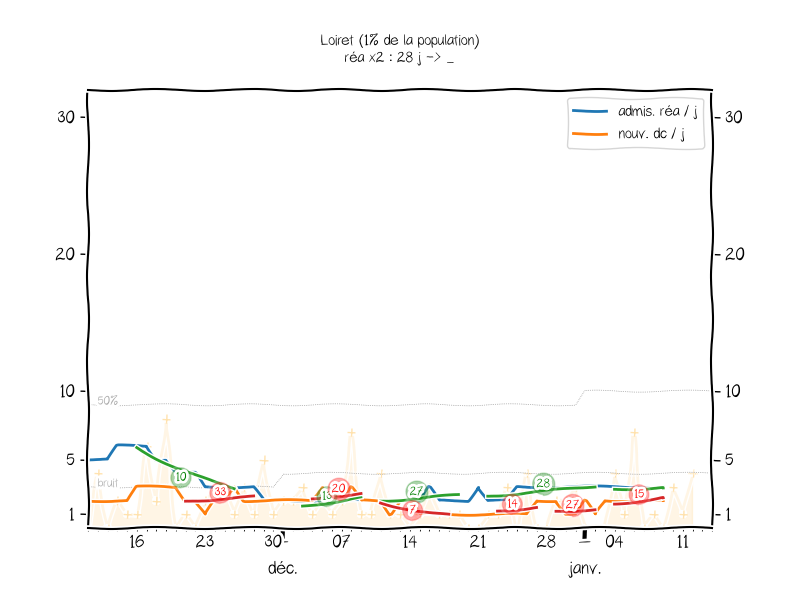 Loiret (1% de la population)
réa x2 : 28 j -> _
admis. réa / j
nouv. dc / j
30 30
20 20
10 10
50%
5 5
bruit
1 1
10 33 13 20 7 27 14 28 27 15
16 23 30 07 14 21 28 04 11
déc. janv.